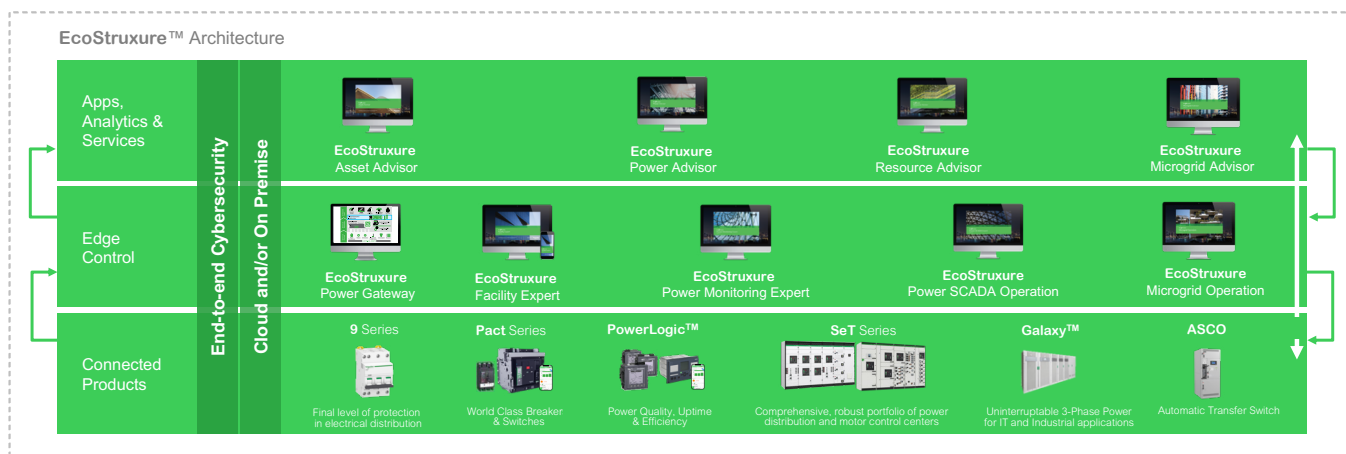 EcoStruxure™ Architecture
Apps,
Analytics &
Services
End-to-end Cybersecurity
Cloud and/or On Premise
EcoStruxure
Asset Advisor
EcoStruxure
Power Advisor
EcoStruxure
Resource Advisor
EcoStruxure
Microgrid Advisor
Edge
Control
EcoStruxure
Power Gateway
EcoStruxure
Facility Expert
EcoStruxure
Power Monitoring Expert
EcoStruxure
Power SCADA Operation
EcoStruxure
Microgrid Operation
Connected
Products
9 Series
Final level of protection
in electrical distribution
Pact Series
World Class Breaker
& Switches
PowerLogic™
Power Quality, Uptime
& Efficiency
SeT Series
Comprehensive, robust portfolio of power
distribution and motor control centers
Galaxy™
Uninterruptable 3-Phase Power
for IT and Industrial applications
ASCO
Automatic Transfer Switch